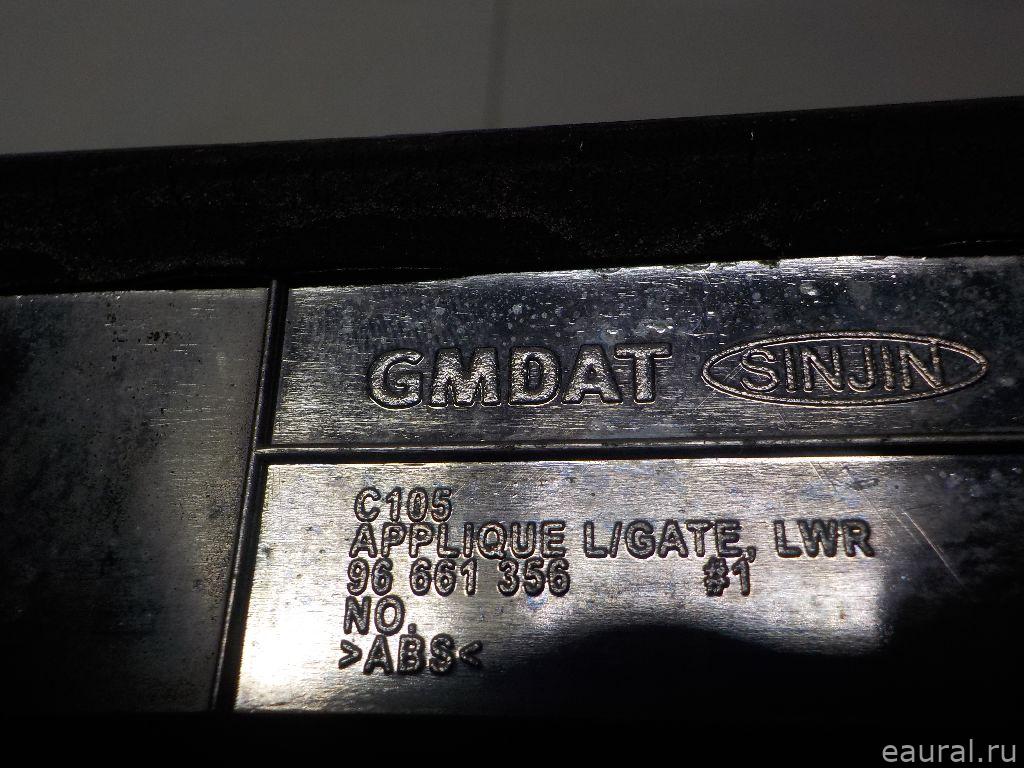 GMDAT SINJIN
C105
APPLIQUE L/GATE, LWR
96 661 356 #1
NO.
>ABS<
eaural.ru